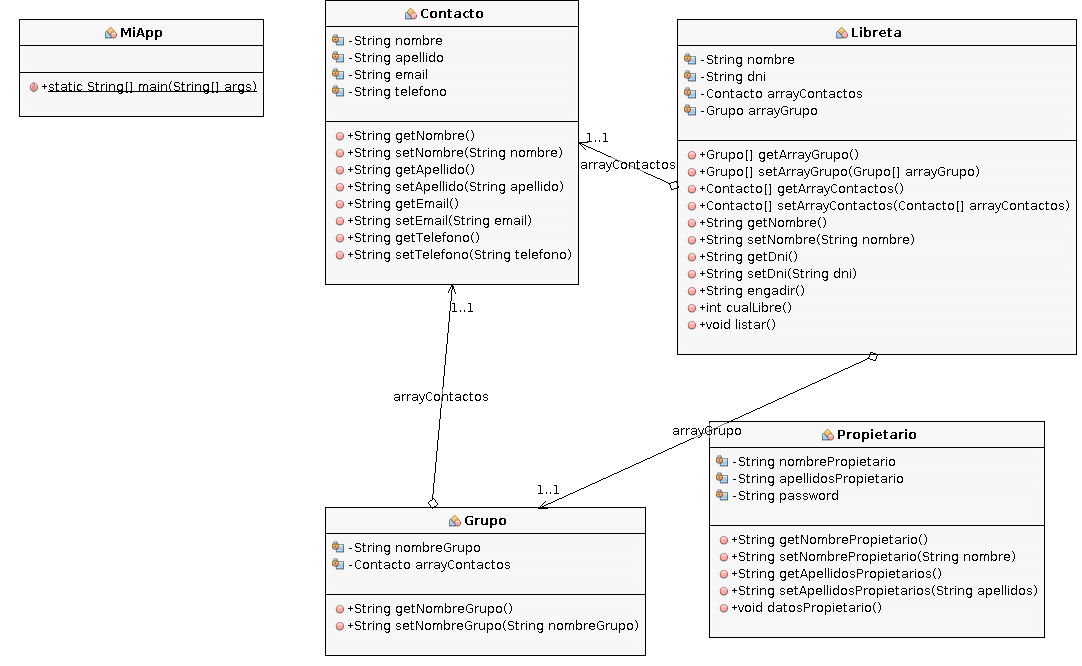 MiApp
+static String[] main(String[] args)
Contacto
-String nombre
-String apellido
-String email
-String telefono
+String getNombre()
+String setNombre(String nombre)
+String getApellido()
+String setApellido(String apellido)
+String getEmail()
+String setEmail(String email)
+String getTelefono()
+String setTelefono(String telefono)
Libreta
-String nombre
-String dni
-Contacto arrayContactos
-Grupo arrayGrupo
+Grupo[] getArrayGrupo()
+Grupo[] setArrayGrupo(Grupo[] arrayGrupo)
+Contacto[] getArrayContactos()
+Contacto[] setArrayContactos(Contacto[] arrayContactos)
+String getNombre()
+String setNombre(String nombre)
+String getDni()
+String setDni(String dni)
+String engadir()
+int cualLibre()
+void listar()
1..1
arrayContactos
1..1
arrayContactos
arrayGrupo
1..1
Grupo
-String nombreGrupo
-Contacto arrayContactos
+String getNombreGrupo()
+String setNombreGrupo(String nombreGrupo)
Propietario
-String nombrePropietario
-String apellidosPropietario
-String password
+String getNombrePropietario()
+String setNombrePropietario(String nombre)
+String getApellidosPropietarios()
+String setApellidosPropietarios(String apellidos)
+void datosPropietario()